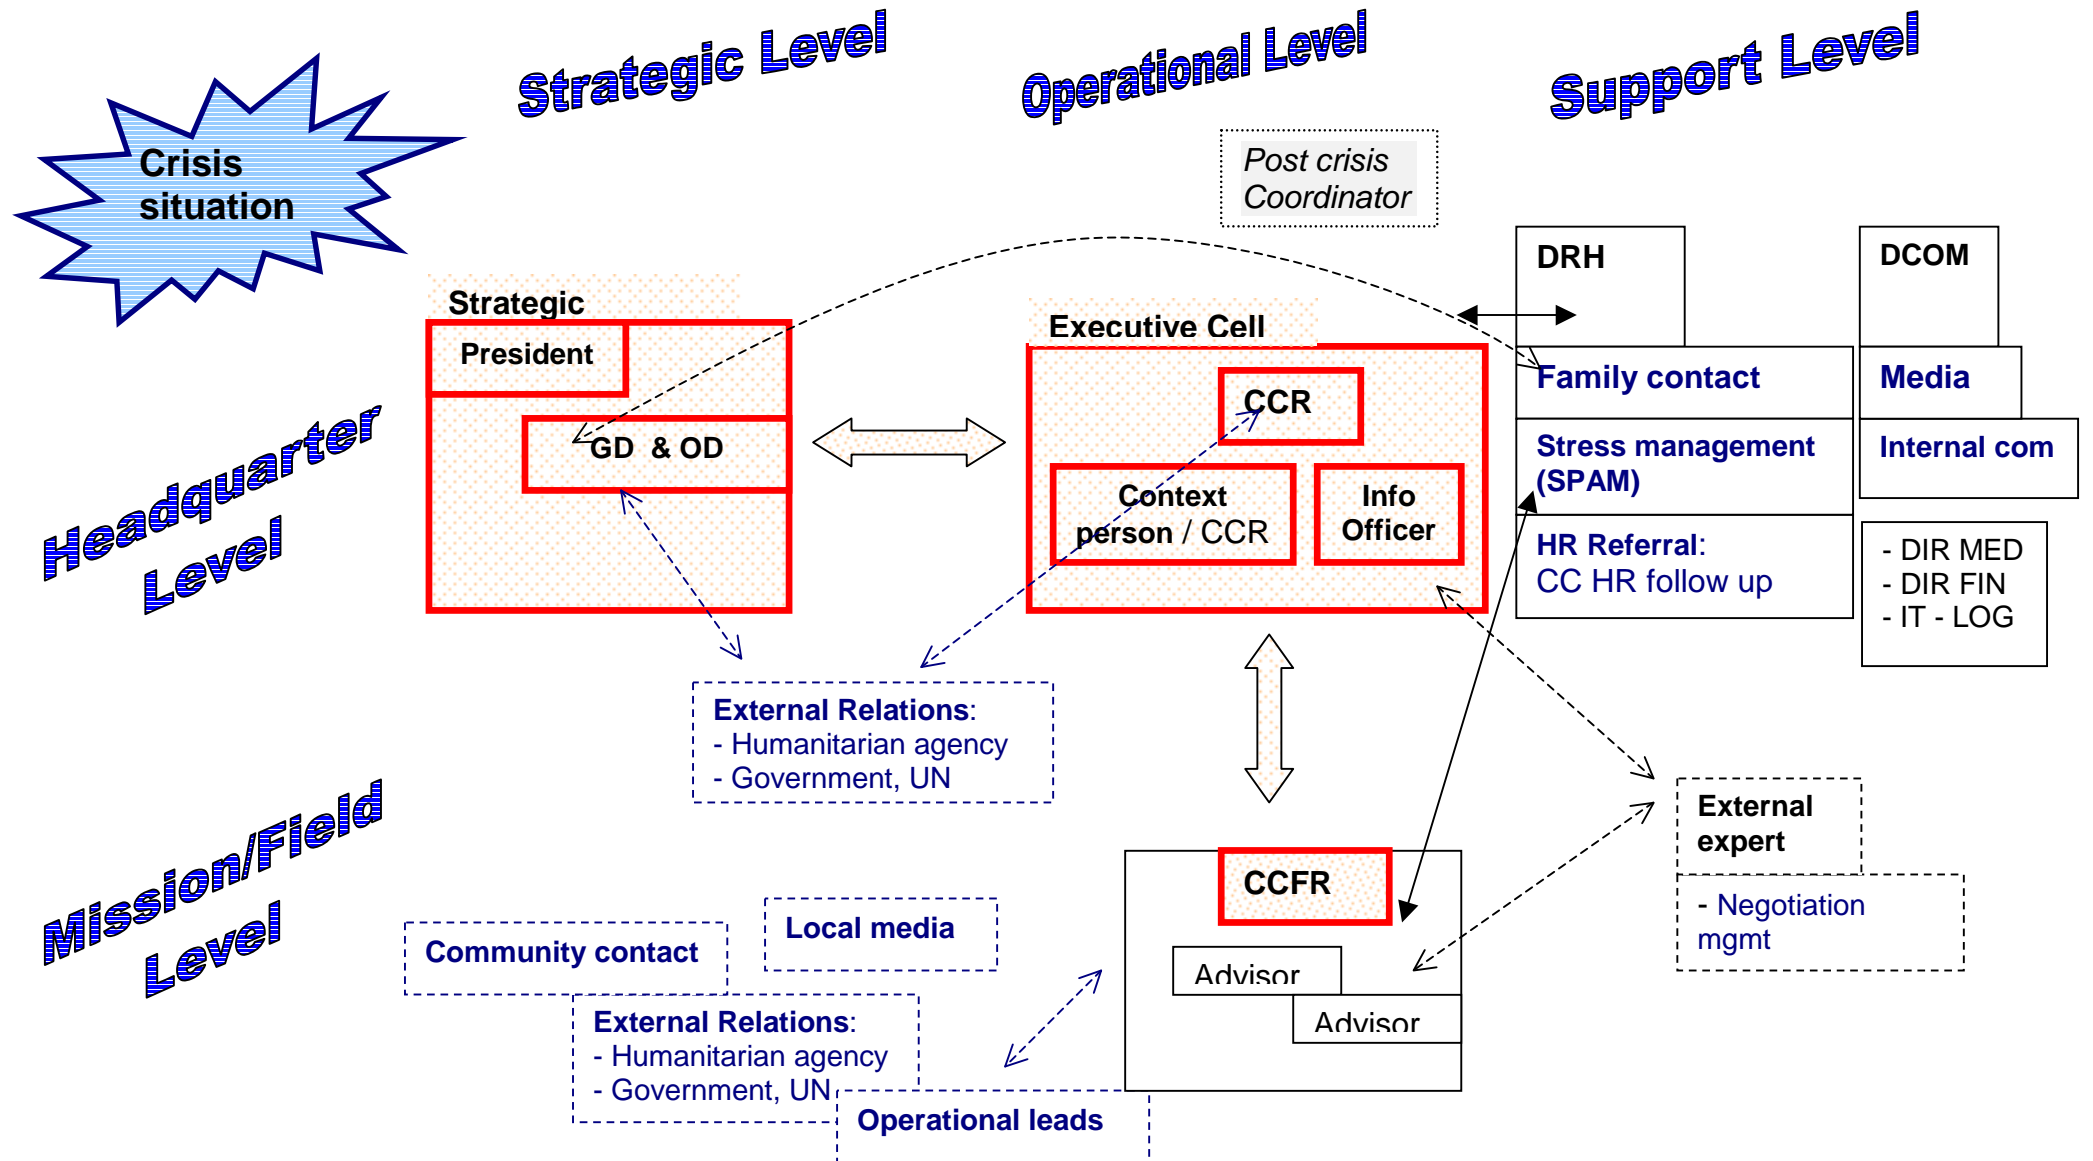 Strategic Level
Operational Level
Support Level
Crisis
situation
Post crisis
Coordinator
DRH
DCOM
Strategic
President
GD & OD
Executive Cell
CCR
Context
person / CCR
Info
Officer
Family contact
Stress management
(SPAM)
HR Referral:
CC HR follow up
Media
Internal com
- DIR MED
- DIR FIN
- IT - LOG
Headquarter
Level
External Relations:
- Humanitarian agency
- Government, UN
Mission/Field
Level
External
expert
- Negotiation
mgmt
CCFR
Advisor
Advisor
Local media
Community contact
External Relations:
- Humanitarian agency
- Government, UN
Operational leads